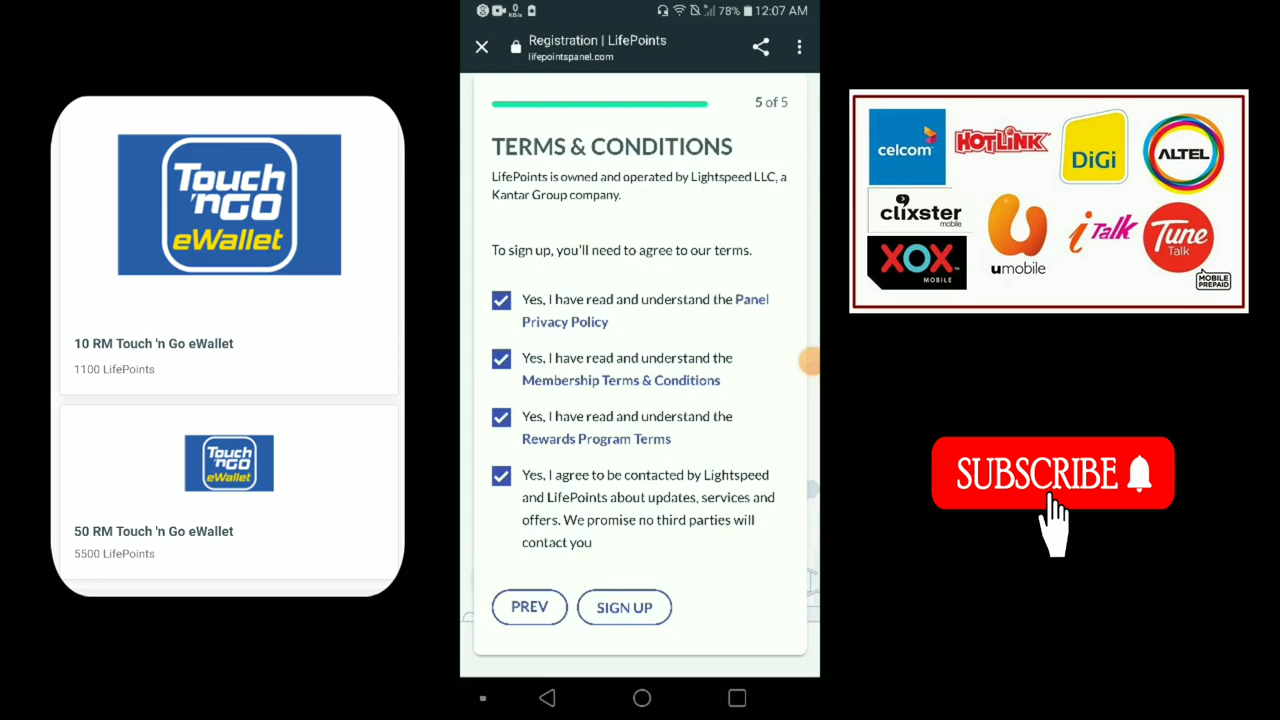 Touch
'nGO
eWallet
10 RM Touch 'n Go eWallet
1100 LifePoints
Touch
'nGO
eWallet
50 RM Touch 'n Go eWallet
5500 LifePoints
0
KB/s
78%
12:07 AM
Registration | LifePoints
lifepointspanel.com
5 of 5
TERMS & CONDITIONS
LifePoints is owned and operated by Lightspeed LLC, a
Kantar Group company.
To sign up, you'll need to agree to our terms.
Yes, I have read and understand the Panel
Privacy Policy
Yes, I have read and understand the
Membership Terms & Conditions
Yes, I have read and understand the
Rewards Program Terms
Yes, I agree to be contacted by Lightspeed
and LifePoints about updates, services and
offers. We promise no third parties will
contact you
PREV
SIGN UP
celcom
HOTLINK
DiGi
ALTEL
clixster
mobile
XOX
MOBILE
umobile
i Talk
Tune
Talk
MOBILE
PREPAID
SUBSCRIBE